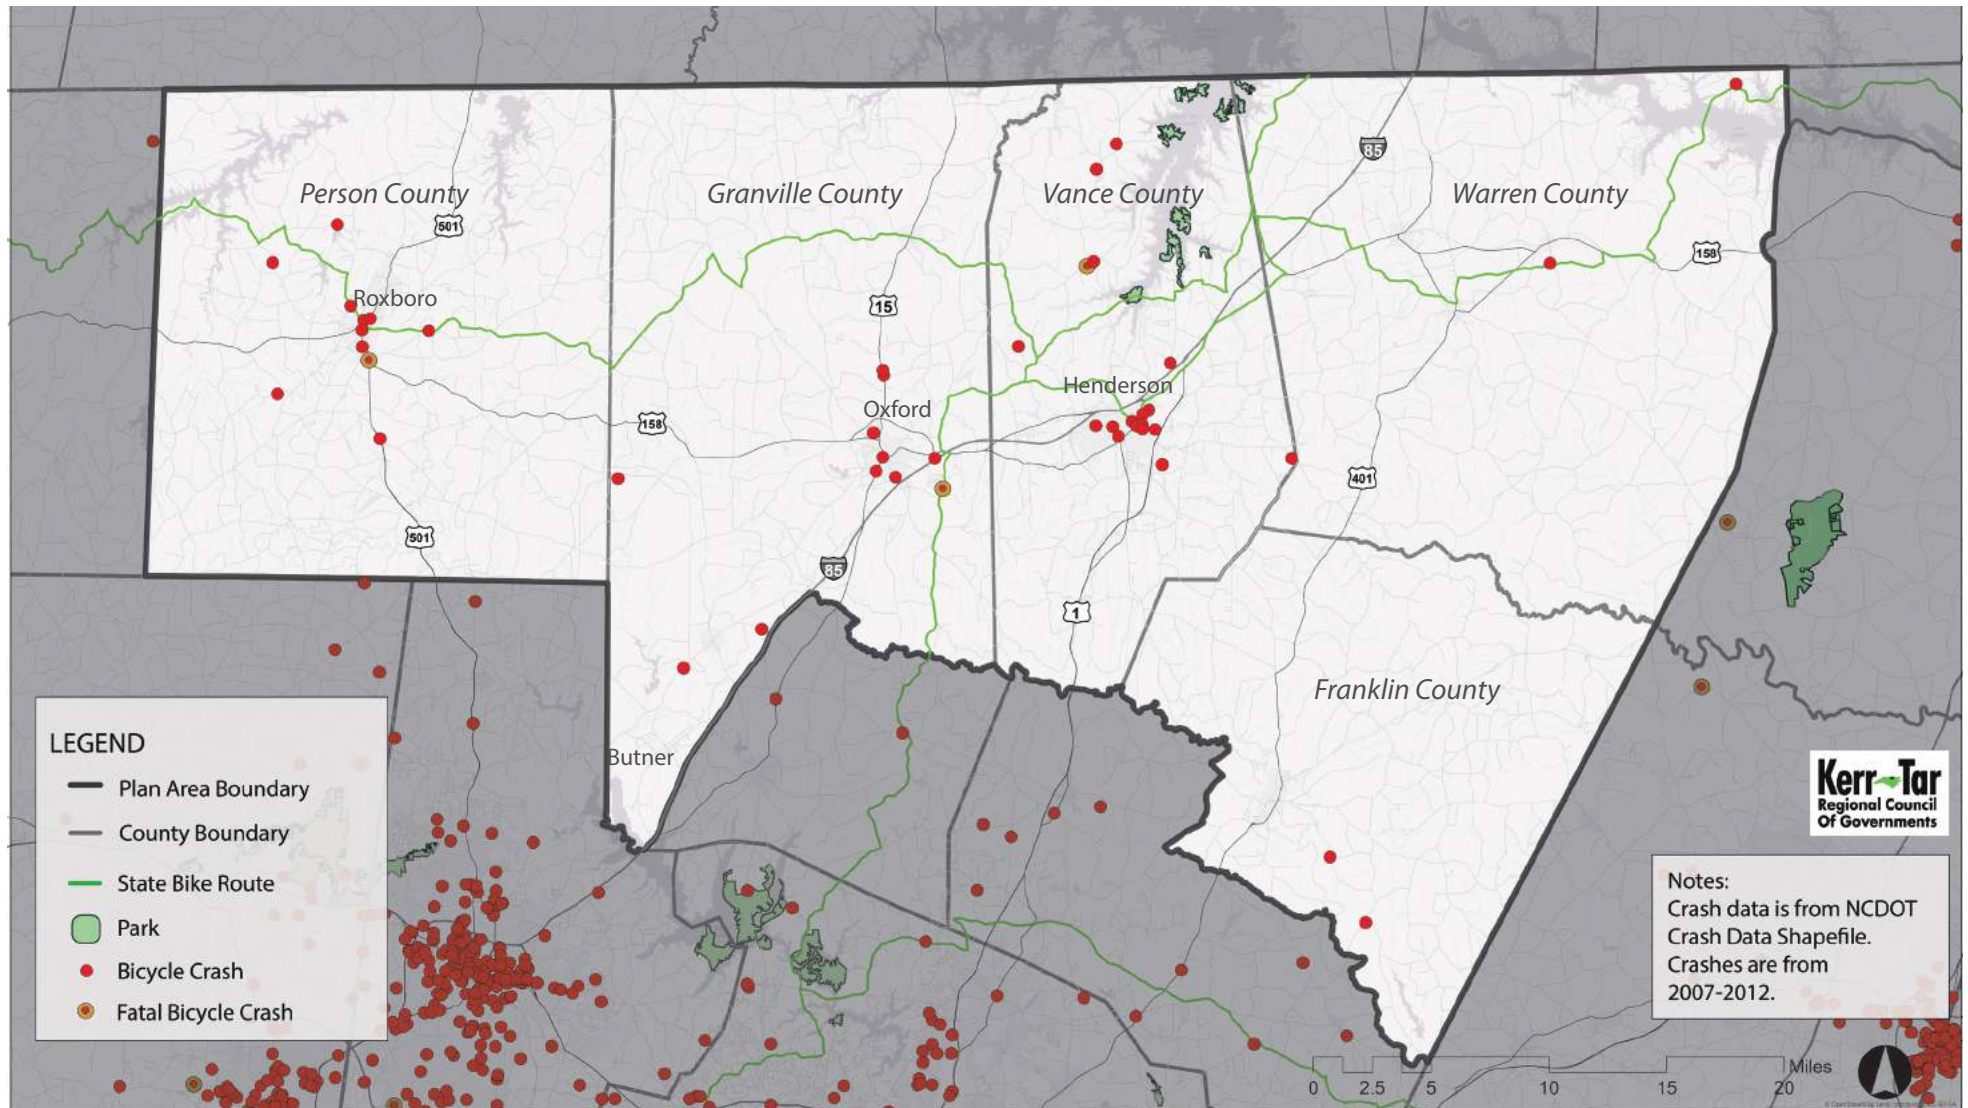 85
Person County
Granville County
Vance County
Warren County
501
158
Roxboro
15
Henderson
Oxford
158
401
501
85
1
Franklin County
Butner
LEGEND
Plan Area Boundary
County Boundary
State Bike Route
Park
Bicycle Crash
Fatal Bicycle Crash
Kerr Tar
Regional Council
Of Governments
Notes:
Crash data is from NCDOT
Crash Data Shapefile.
Crashes are from
2007-2012.
Miles
0 2.5 5 10 15 20